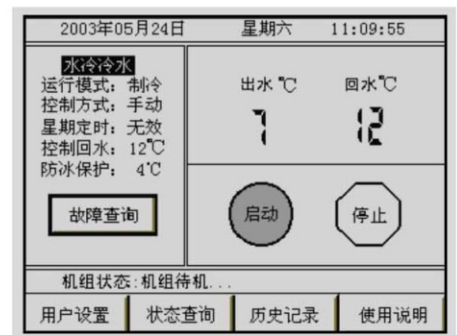 2003年05月24日 星期六 11:09:55
水冷冷水
运行模式: 制冷
控制方式: 手动
星期定时: 无效
控制回水: 12℃
防冰保护: 4℃
故障查询
出水℃ 回水℃
7 12
启动 停止
机组状态:机组待机...
用户设置 状态查询 历史记录 使用说明